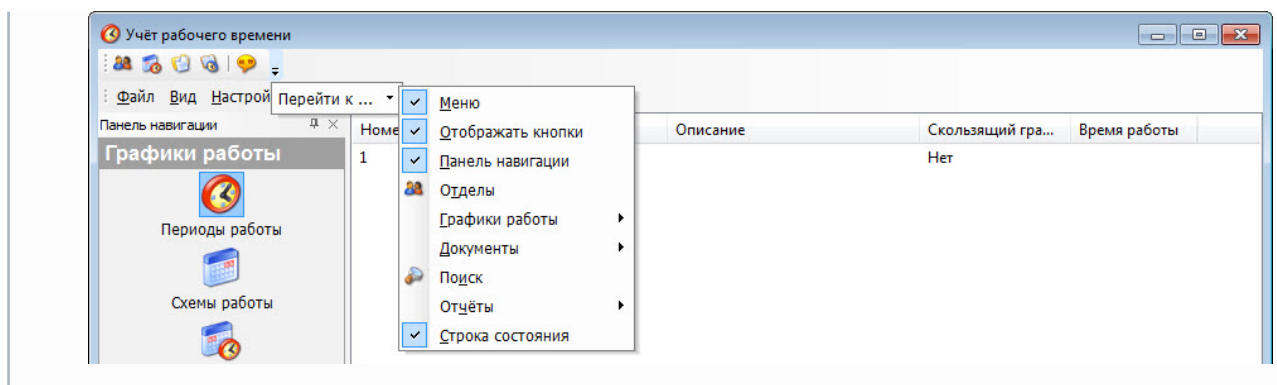 Учёт рабочего времени
Файл Вид Настрой
Перейти к ...
Панель навигации
Графики работы
Периоды работы
Схемы работы
Номе Описание Скользящий гра... Время работы
1 Нет
Меню
Отображать кнопки
Панель навигации
Отделы
Графики работы
Документы
Поиск
Отчёты
Строка состояния